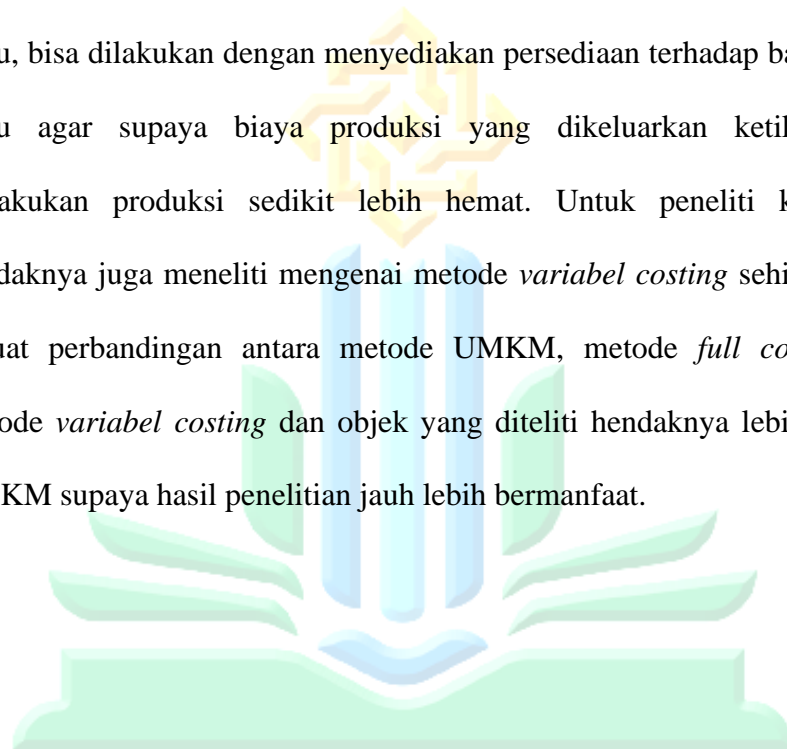 u, bisa dilakukan dengan menyediakan persediaan terhadap ba
u agar supaya biaya produksi yang dikeluarkan ketik
akukan produksi sedikit lebih hemat. Untuk peneliti k
daknya juga meneliti mengenai metode variabel costing sehi
uat perbandingan antara metode UMKM, metode full co
ode variabel costing dan objek yang diteliti hendaknya lebi
KM supaya hasil penelitian jauh lebih bermanfaat.